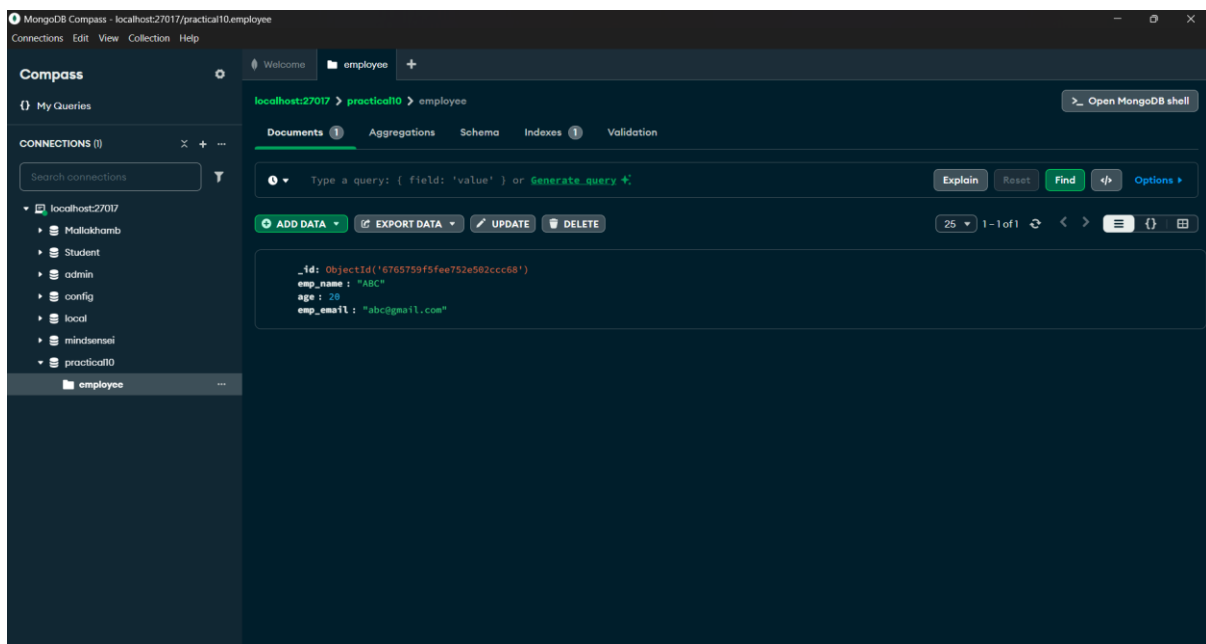 MongoDB Compass - localhost:27017/practical10.employee
Connections Edit View Collection Help
Compass
{} My Queries
CONNECTIONS (1)
Search connections
localhost:27017
Mallakhamb
Student
admin
config
local
mindsensei
practical10
employee
Welcome
employee
localhost:27017 > practical10 > employee
>_ Open MongoDB shell
Documents 1 Aggregations Schema Indexes 1 Validation
Type a query: { field: 'value' } or Generate query
Explain Reset Find </> Options
ADD DATA EXPORT DATA UPDATE DELETE
25 1-1 of 1 {}
_id: ObjectId('6765759f5fee752e502ccc68')
emp_name : "ABC"
age : 20
emp_email : "abc@gmail.com"